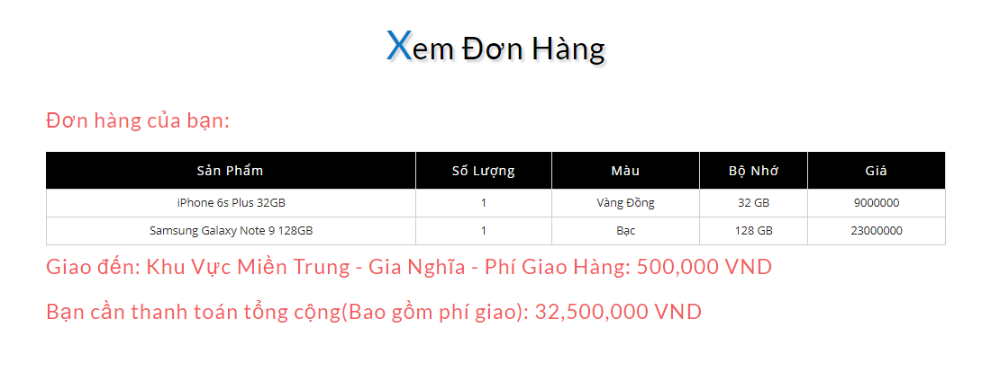 Xem Đơn Hàng
Đơn hàng của bạn:
Sản Phẩm Số Lượng Màu Bộ Nhớ Giá
iPhone 6s Plus 32GB 1 Vàng Đồng 32 GB 9000000
Samsung Galaxy Note 9 128GB 1 Bạc 128 GB 23000000
Giao đến: Khu Vực Miền Trung - Gia Nghĩa - Phí Giao Hàng: 500,000 VND
Bạn cần thanh toán tổng cộng(Bao gồm phí giao): 32,500,000 VND